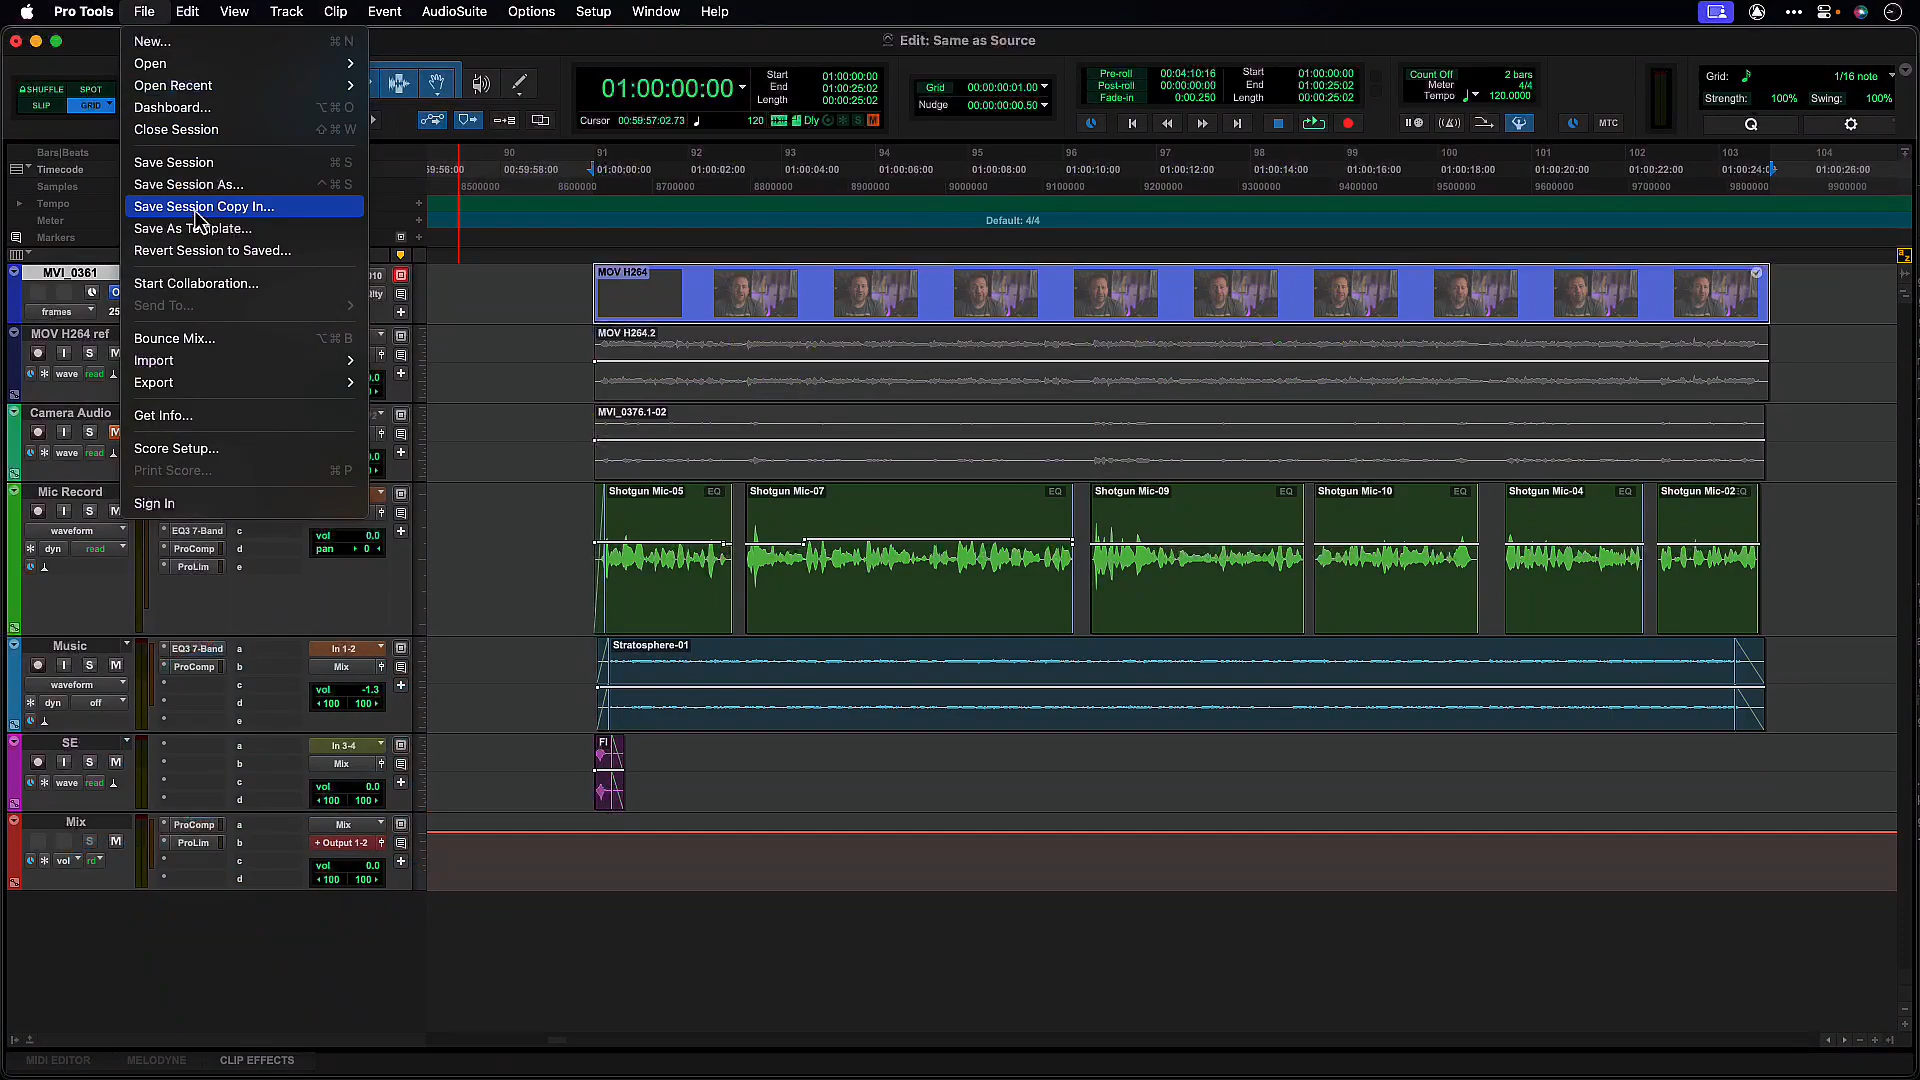 Pro Tools File Edit View Track Clip Event AudioSuite Options Setup Window Help
Edit: Same as Source
New... ⌘ N
Open
Open Recent
Dashboard... ⌥⌘ O
Close Session ⇧⌘ W
Save Session ⌘ S
Save Session As... ⌃⌘ S
Save Session Copy In...
Save As Template...
Revert Session to Saved...
Start Collaboration...
Send To...
Bounce Mix... ⌥⌘ B
Import
Export
Get Info...
Score Setup...
Print Score... ⌘ P
Sign In
SHUFFLE SPOT
SLIP GRID
01:00:00:00
Start 01:00:00:00
End 01:00:25:02
Length 00:00:25:02
Cursor 00:59:57:02.73 120 Dly S M
Grid 00:00:00:01.00
Nudge 00:00:00:00.50
Pre-roll 00:04:10:16
Post-roll 00:00:00:00
Fade-in 0:00.250
Start 01:00:00:00
End 01:00:25:02
Length 00:00:25:02
Count Off 2 bars
Meter 4/4
Tempo 120.0000
MTC
Grid: 1/16 note
Strength: 100% Swing: 100%
Q
Bars|Beats 90 91 92 93 94 95 96 97 98 99 100 101 102 103 104
Timecode :59:56:00 00:59:58:00 01:00:00:00 01:00:02:00 01:00:04:00 01:00:06:00 01:00:08:00 01:00:10:00 01:00:12:00 01:00:14:00 01:00:16:00 01:00:18:00 01:00:20:00 01:00:22:00 01:00:24:0 01:00:26:00
Samples 8500000 8600000 8700000 8800000 8900000 9000000 9100000 9200000 9300000 9400000 9500000 9600000 9700000 9800000 9900000
Tempo
Meter Default: 4/4
Markers
MVI_0361
frames 25
MOV H264
MOV H264 ref
I S M
wave read
MOV H264.2
Camera Audio
I S M
wave read
MVI_0376.1-02
Mic Record
I S M
waveform
dyn read
EQ3 7-Band c
ProComp d
ProLim e
vol 0.0
pan 0
Shotgun Mic-05 EQ
Shotgun Mic-07 EQ
Shotgun Mic-09 EQ
Shotgun Mic-10 EQ
Shotgun Mic-04 EQ
Shotgun Mic-02 EQ
Music
I S M
waveform
dyn off
EQ3 7-Band a
ProComp b
c
d
e
In 1-2
Mix
vol -1.3
100 100
Stratosphere-01
SE
I S M
wave read
a
b
c
d
In 3-4
Mix
vol 0.0
100 100
Fl
Mix
S M
vol rd
ProComp a
ProLim b
c
d
Mix
+ Output 1-2
vol 0.0
100 100
MIDI EDITOR MELODYNE CLIP EFFECTS